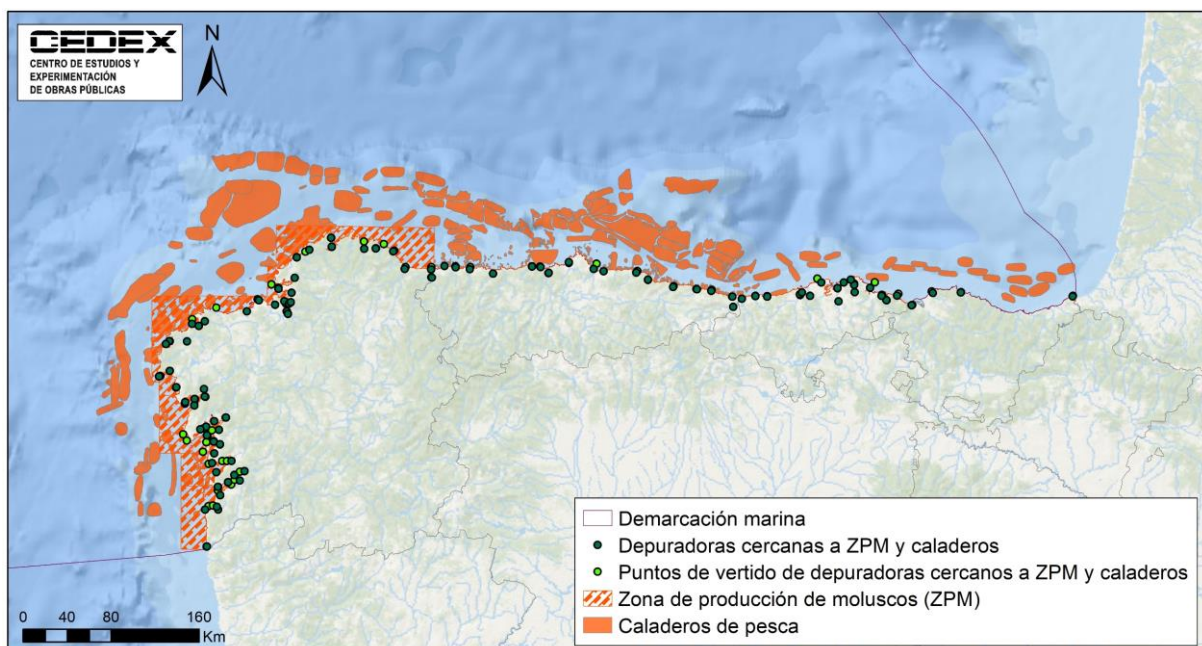 CEDEX
CENTRO DE ESTUDIOS Y
EXPERIMENTACIÓN
DE OBRAS PÚBLICAS
N
Demarcación marina
Depuradoras cercanas a ZPM y caladeros
Puntos de vertido de depuradoras cercanos a ZPM y caladeros
Zona de producción de moluscos (ZPM)
Caladeros de pesca
0 40 80 160
Km